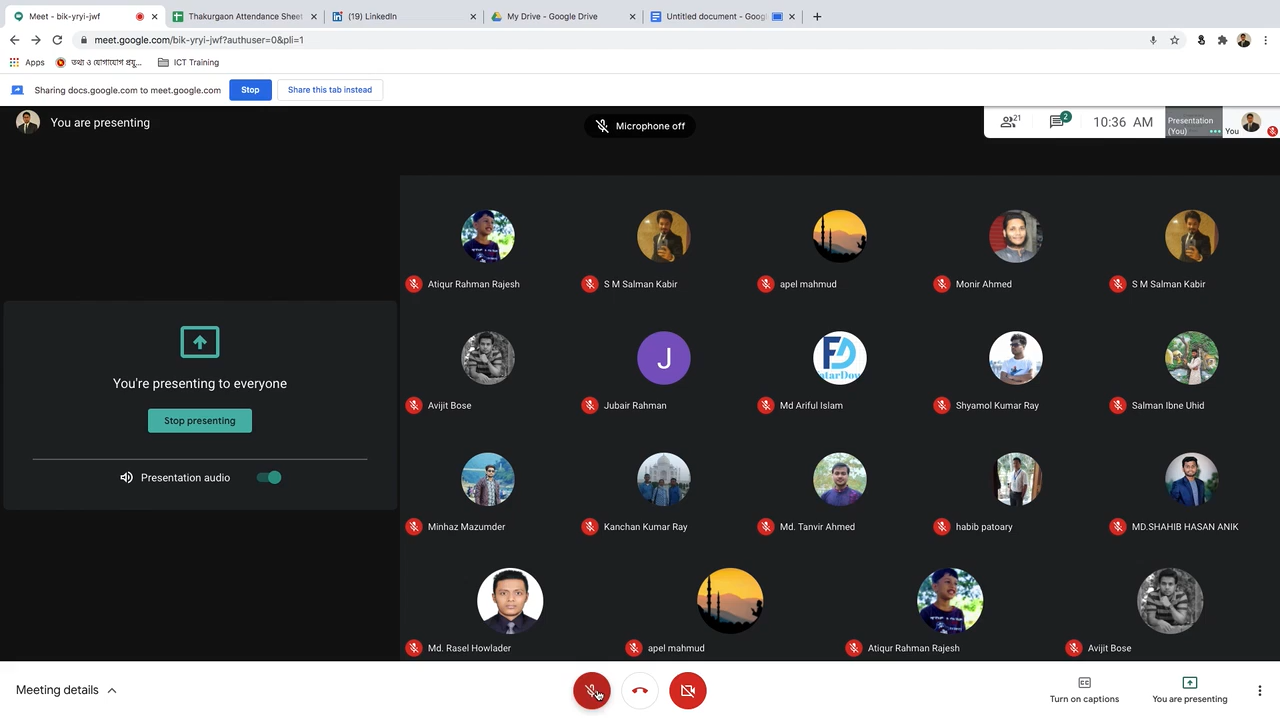 Meet - bik-yryi-jwf
Thakurgaon Attendance Sheet
(19) LinkedIn
My Drive - Google Drive
Untitled document - Goog
meet.google.com/bik-yryi-jwf?authuser=0&pli=1
Apps
তথ্য ও যোগাযোগ প্রযু...
ICT Training
Sharing docs.google.com to meet.google.com
Stop
Share this tab instead
You are presenting
Microphone off
21
2
10:36 AM
Presentation
(You)
You
Atiqur Rahman Rajesh
S M Salman Kabir
apel mahmud
Monir Ahmed
S M Salman Kabir
You're presenting to everyone
Stop presenting
Presentation audio
Avijit Bose
J
Jubair Rahman
Md Ariful Islam
Shyamol Kumar Ray
Salman Ibne Uhid
Minhaz Mazumder
Kanchan Kumar Ray
Md. Tanvir Ahmed
habib patoary
MD.SHAHIB HASAN ANIK
Md. Rasel Howlader
apel mahmud
Atiqur Rahman Rajesh
Avijit Bose
Meeting details
Turn on captions
You are presenting